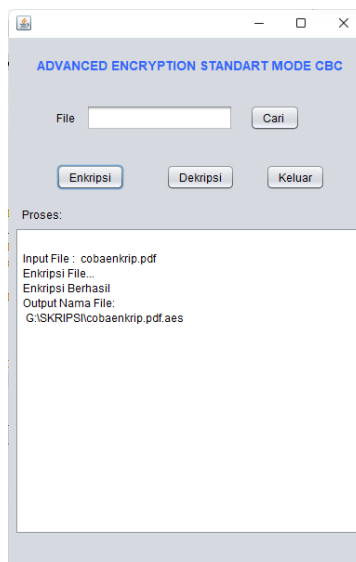 ADVANCED ENCRYPTION STANDART MODE CBC
File Cari
Enkripsi Dekripsi Keluar
Proses:
Input File : cobaenkrip.pdf
Enkripsi File...
Enkripsi Berhasil
Output Nama File:
G:\SKRIPSI\cobaenkrip.pdf.aes